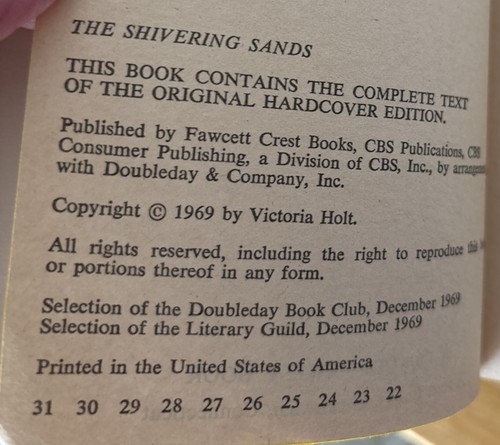 THE SHIVERING SANDS
THIS BOOK CONTAINS THE COMPLETE TEXT
OF THE ORIGINAL HARDCOVER EDITION.
Published by Fawcett Crest Books, CBS Publications, CBS
Consumer Publishing, a Division of CBS, Inc., by
with Doubleday & Company, Inc.
Copyright © 1969 by Victoria Holt.
All rights reserved, including the right to reproduce this
or portions thereof in any form.
Selection of the Doubleday Book Club, December 1969
Selection of the Literary Guild, December 1969
Printed in the United States of America
31 30 29 28 27 26 25 24 23 22